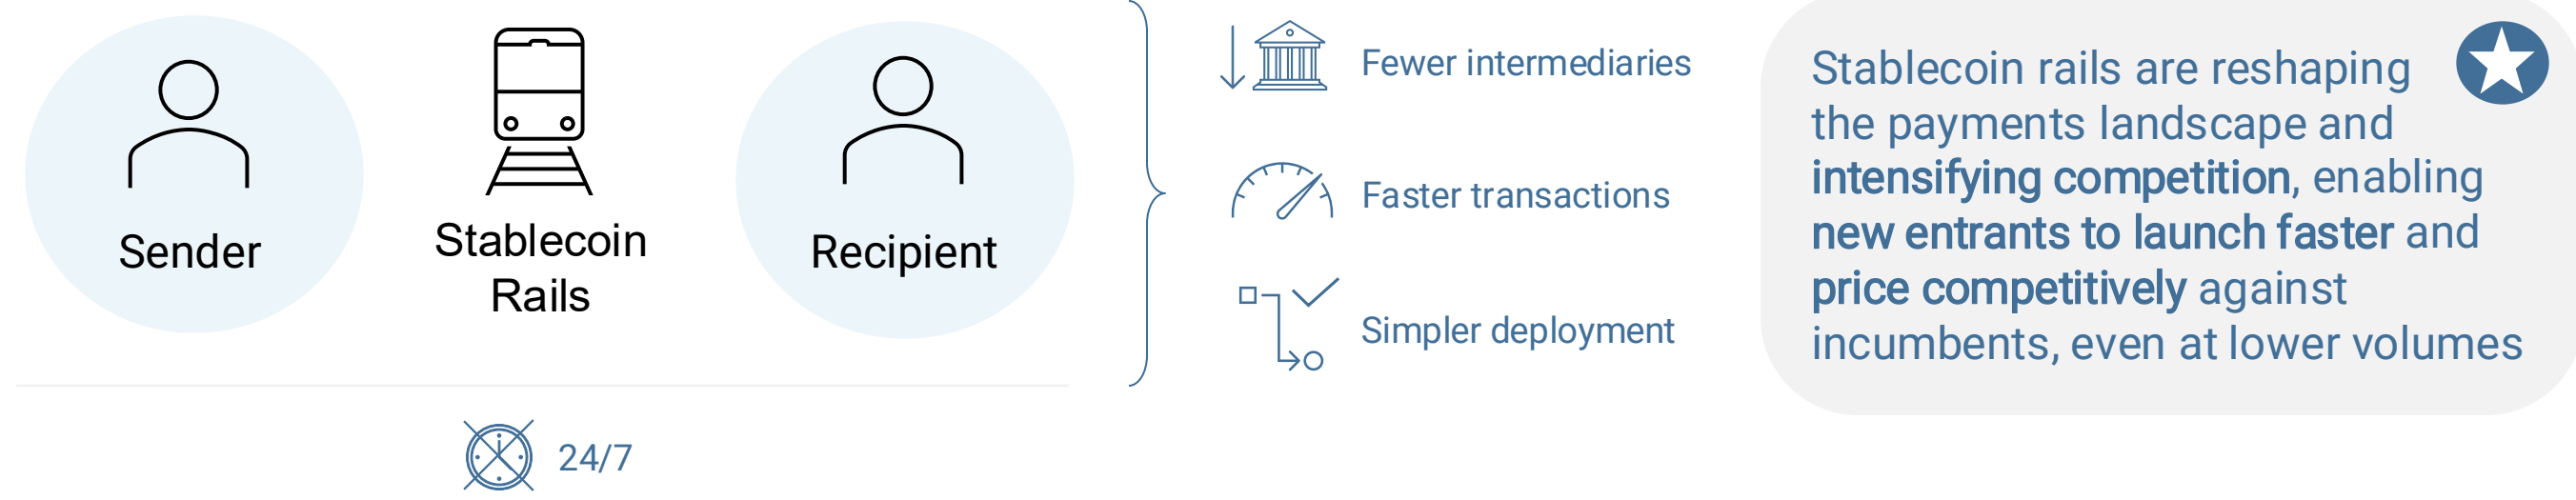 Sender
Stablecoin
Rails
Recipient
24/7
Fewer intermediaries
Faster transactions
Simpler deployment
Stablecoin rails are reshaping
the payments landscape and
intensifying competition, enabling
new entrants to launch faster and
price competitively against
incumbents, even at lower volumes